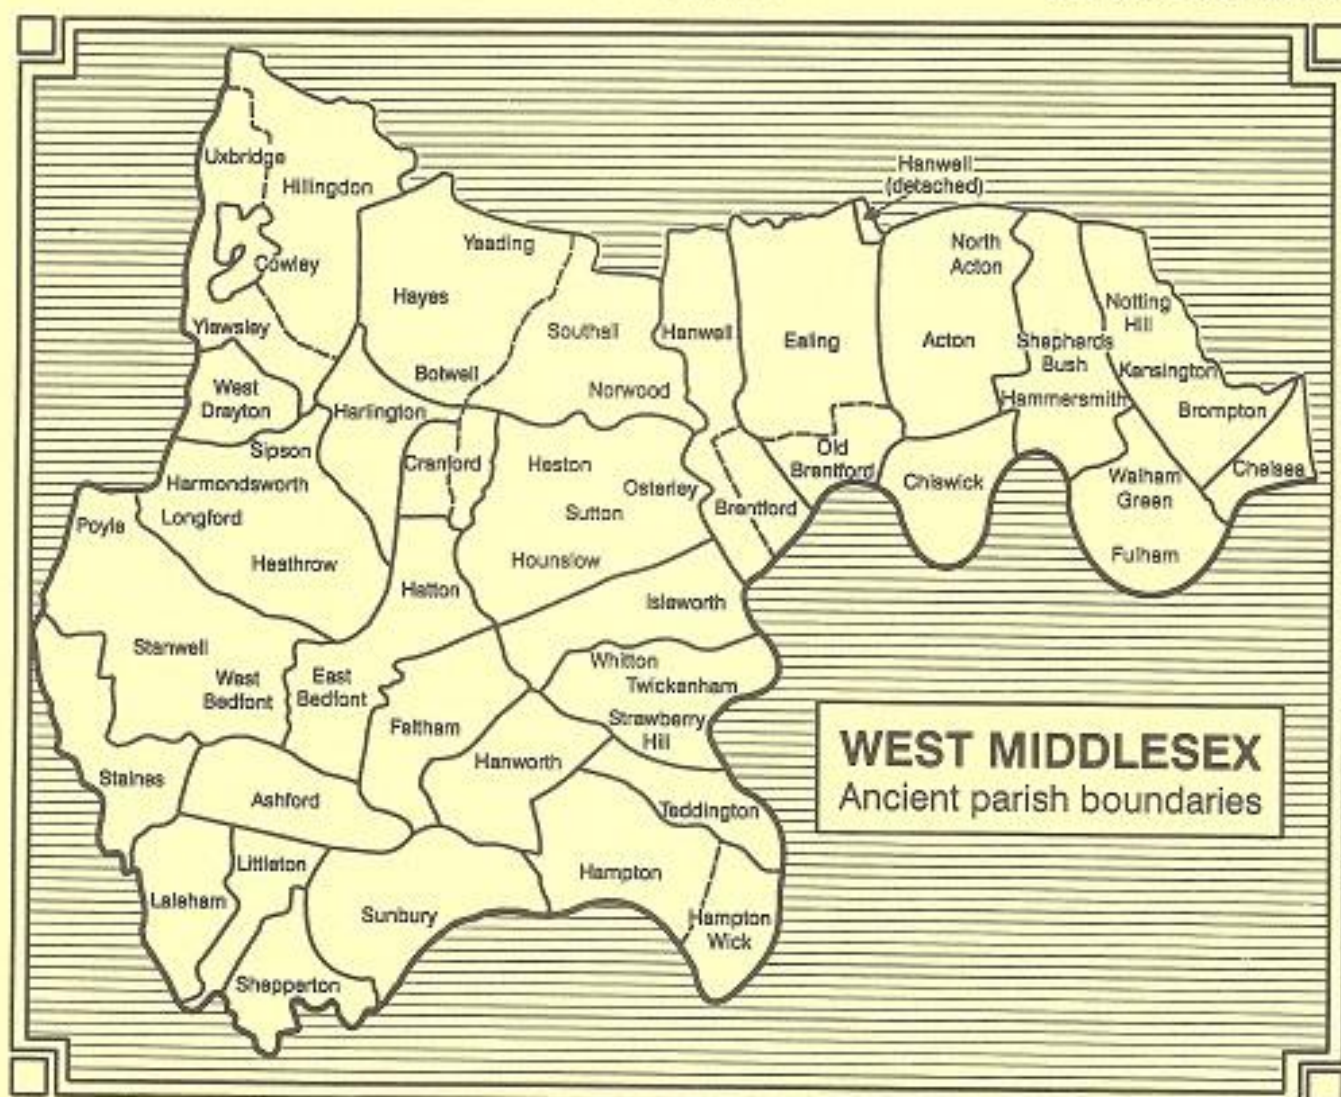 Uxbridge
Hillingdon
Hanwell
(detached)
Yeading
North
Acton
Cowley
Hayes
Notting
Hill
Yiewsley
Southall
Hanwell
Ealing
Acton
Shepherds
Bush
Botwell
Kensington
West
Drayton
Norwood
Harlington
Hammersmith
Brompton
Sipson
Old
Brentford
Cranford
Heston
Chelsea
Harmondsworth
Osterley
Chiswick
Walham
Green
Poyle
Longford
Sutton
Brentford
Heathrow
Hounslow
Fulham
Hatton
Isleworth
Stanwell
Whitton
West
Bedfont
East
Bedfont
Twickenham
Strawberry
Hill
Feltham
Hanworth
WEST MIDDLESEX
Ancient parish boundaries
Staines
Ashford
Teddington
Littleton
Hampton
Laleham
Sunbury
Hampton
Wick
Shepperton